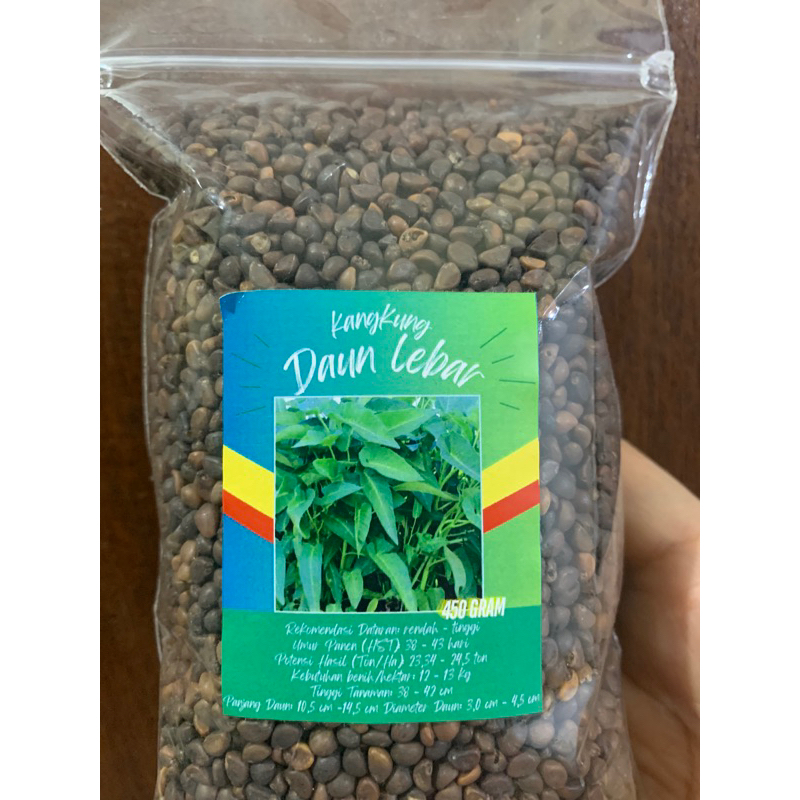 Kangkung
Daun Lebar
450 GRAM
Rekomendasi Dataran: rendah - tinggi
Umur Panen (HST) 38 - 43 hari
Potensi Hasil (Ton/Ha) 23,34 - 24,5 ton
Kebutuhan benih/hektar: 12 - 13 kg
Tinggi Tanaman: 38 - 42 cm
Panjang Daun: 10,5 cm -14,5 cm Diameter Daun: 3,0 cm - 4,5 cm